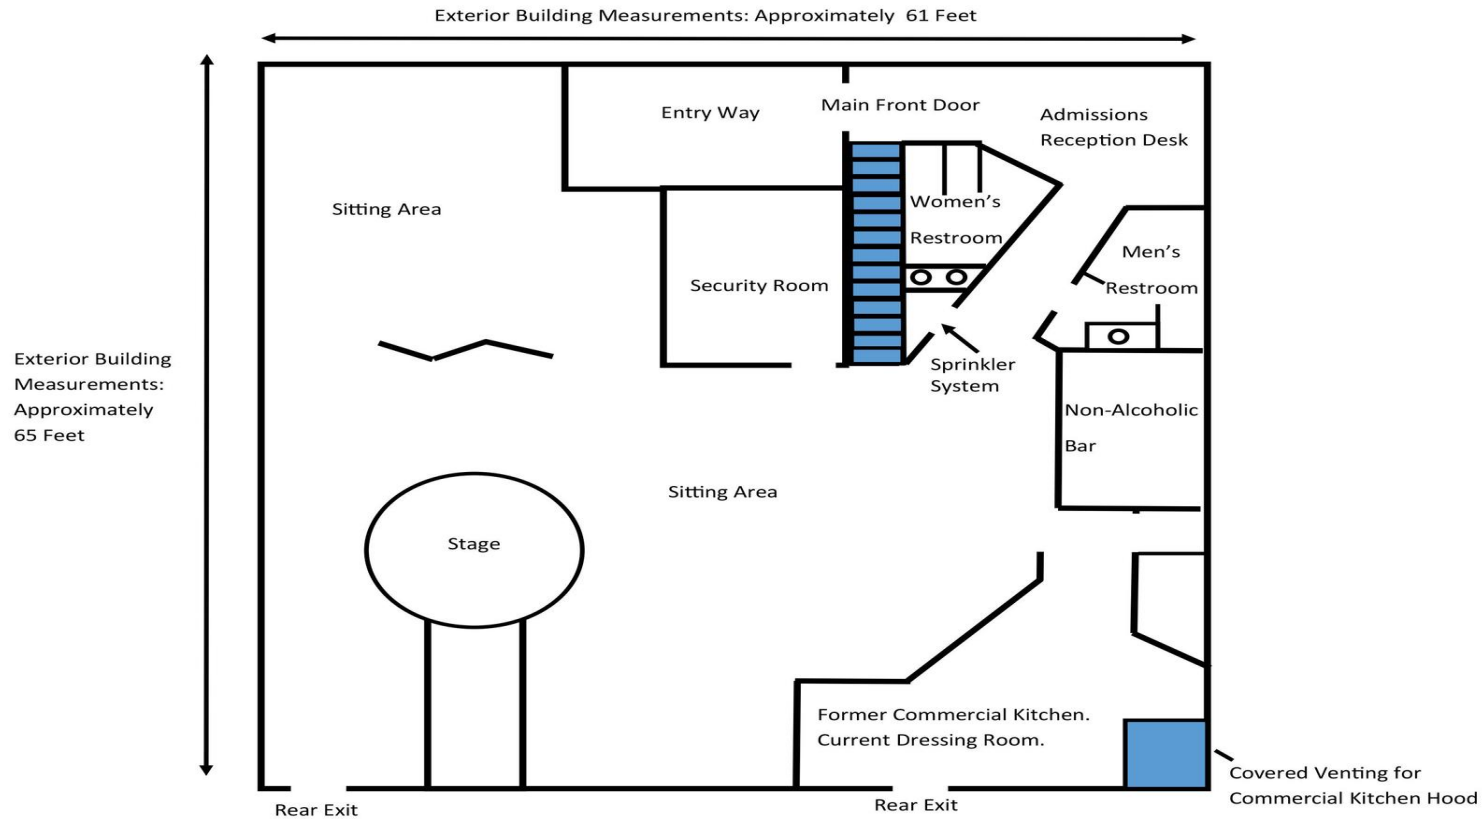 Exterior Building Measurements: Approximately 61 Feet
Entry Way
Main Front Door
Admissions
Reception Desk
Sitting Area
Women's
Restroom
Men's
Restroom
Security Room
Sprinkler
System
Exterior Building
Measurements:
Approximately
65 Feet
Non-Alcoholic
Bar
Sitting Area
Stage
Former Commercial Kitchen.
Current Dressing Room.
Covered Venting for
Commercial Kitchen Hood
Rear Exit
Rear Exit